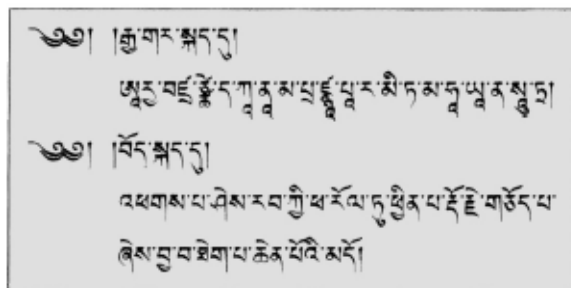 ༄༅། །རྒྱ་གར་སྐད་དུ།
ཨཱརྱ་བཛྲ་ཙྪེ་ད་ཀཱ་ནཱ་མ་པྲ་ཛྙཱ་པཱ་ར་མི་ཏ་མ་ཧཱ་ཡཱ་ན་སཱུ་ཏྲ།
༄༅། །བོད་སྐད་དུ།
འཕགས་པ་ཤེས་རབ་ཀྱི་ཕ་རོལ་ཏུ་ཕྱིན་པ་རྡོ་རྗེ་གཅོད་པ་
ཞེས་བྱ་བ་ཐེག་པ་ཆེན་པོའི་མདོ།